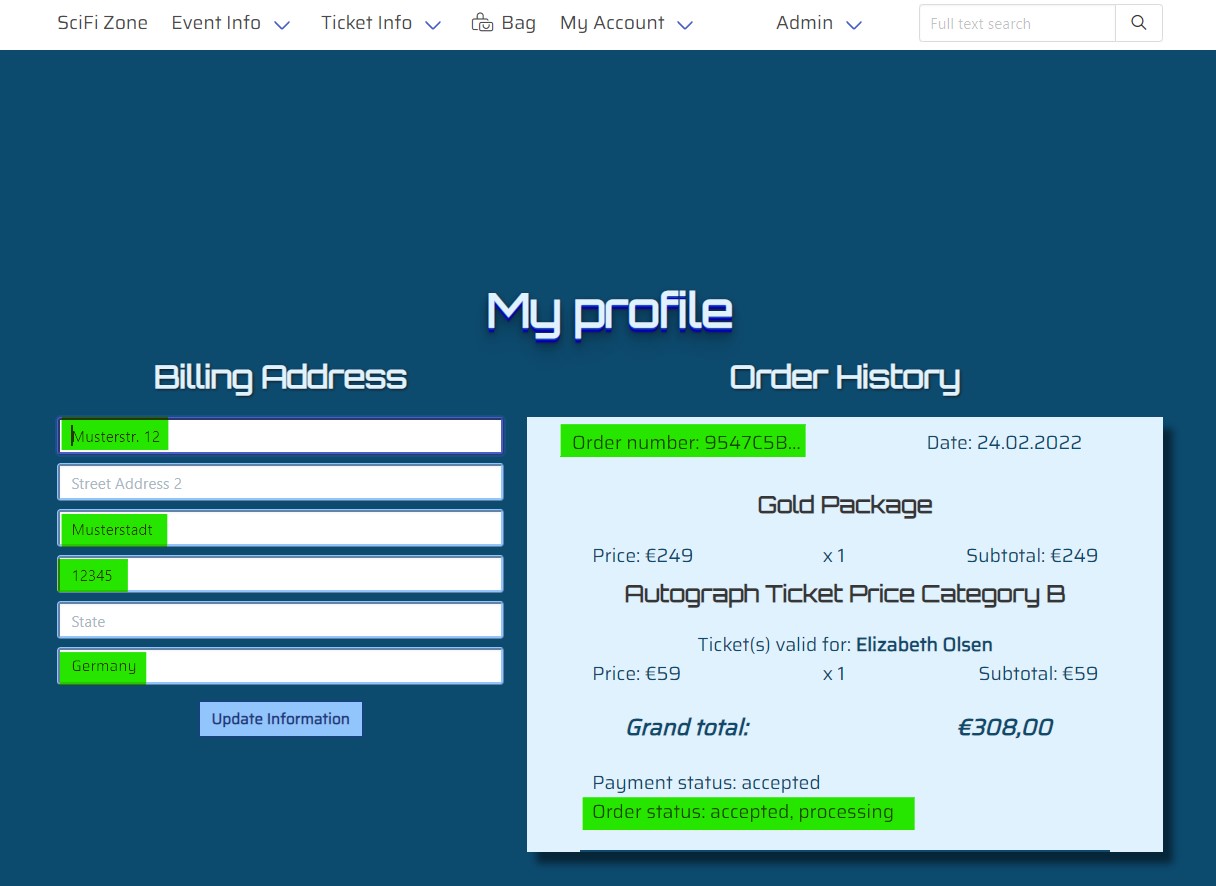 SciFi Zone Event Info Ticket Info Bag My Account Admin Full text search
My profile
Billing Address
Musterstr. 12
Street Address 2
Musterstadt
12345
State
Germany
Update Information
Order History
Order number: 9547C5B... Date: 24.02.2022
Gold Package
Price: €249 x 1 Subtotal: €249
Autograph Ticket Price Category B
Ticket(s) valid for: Elizabeth Olsen
Price: €59 x 1 Subtotal: €59
Grand total: €308,00
Payment status: accepted
Order status: accepted, processing